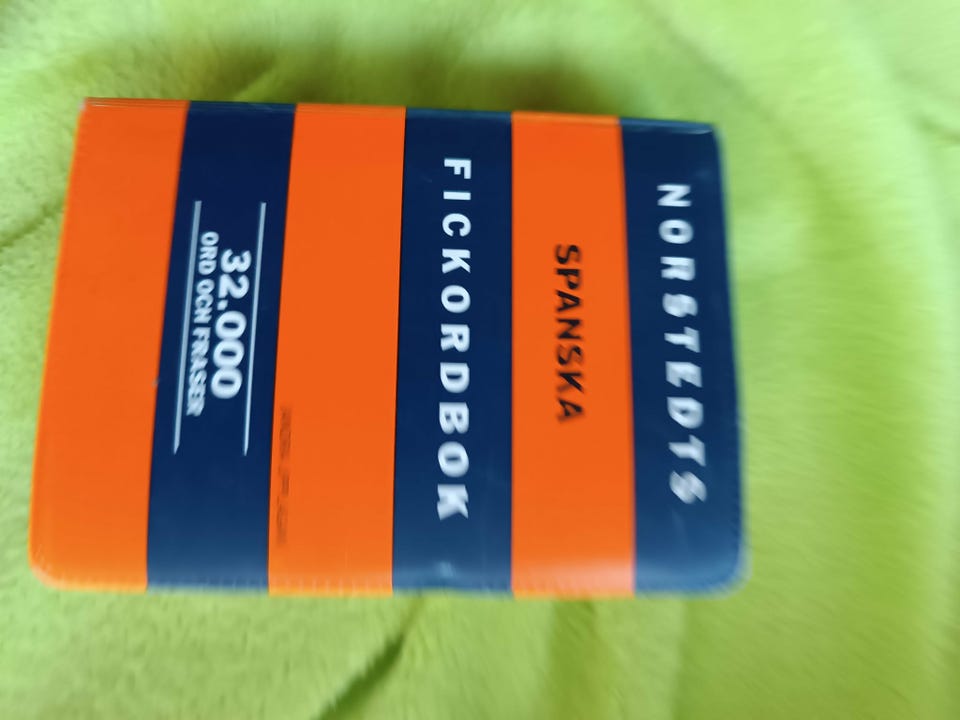 NORSTEDTS
SPANSKA
FICKORDBOK
32.000
ORD OCH FRASER